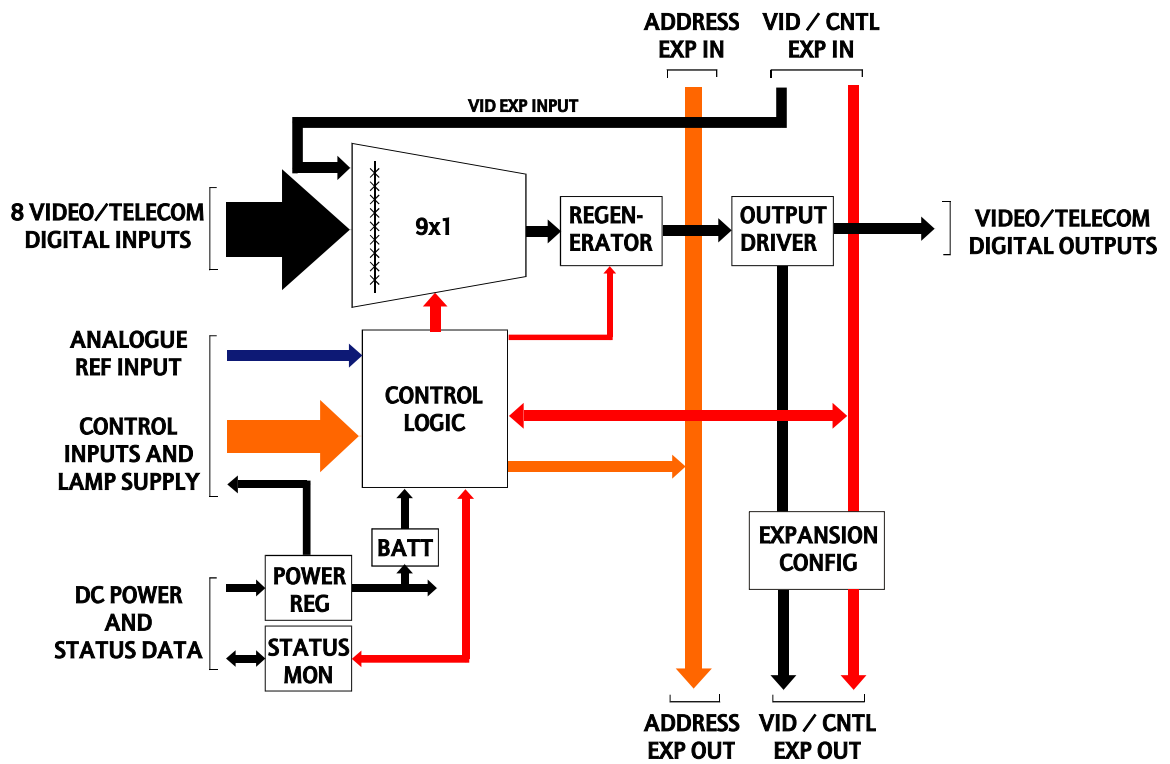 ADDRESS
EXP IN
VID / CNTL
EXP IN
VID EXP INPUT
8 VIDEO/TELECOM
DIGITAL INPUTS
9x1
REGEN-
ERATOR
OUTPUT
DRIVER
VIDEO/TELECOM
DIGITAL OUTPUTS
ANALOGUE
REF INPUT
CONTROL
LOGIC
CONTROL
INPUTS AND
LAMP SUPPLY
BATT
EXPANSION
CONFIG
POWER
REG
DC POWER
AND
STATUS DATA
STATUS
MON
ADDRESS
EXP OUT
VID / CNTL
EXP OUT